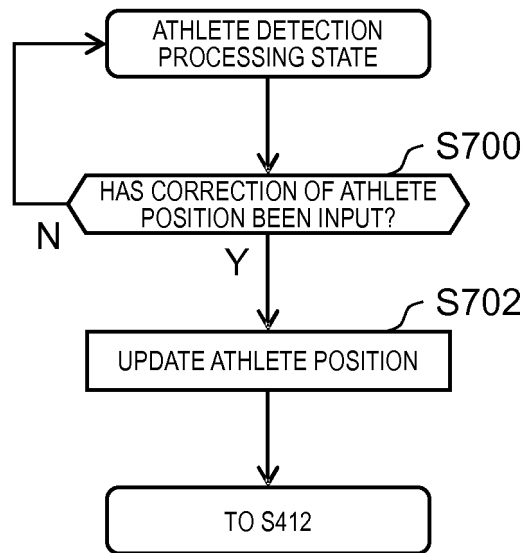 ATHLETE DETECTION
PROCESSING STATE
S700
HAS CORRECTION OF ATHLETE
POSITION BEEN INPUT?
N
Y
S702
UPDATE ATHLETE POSITION
TO S412